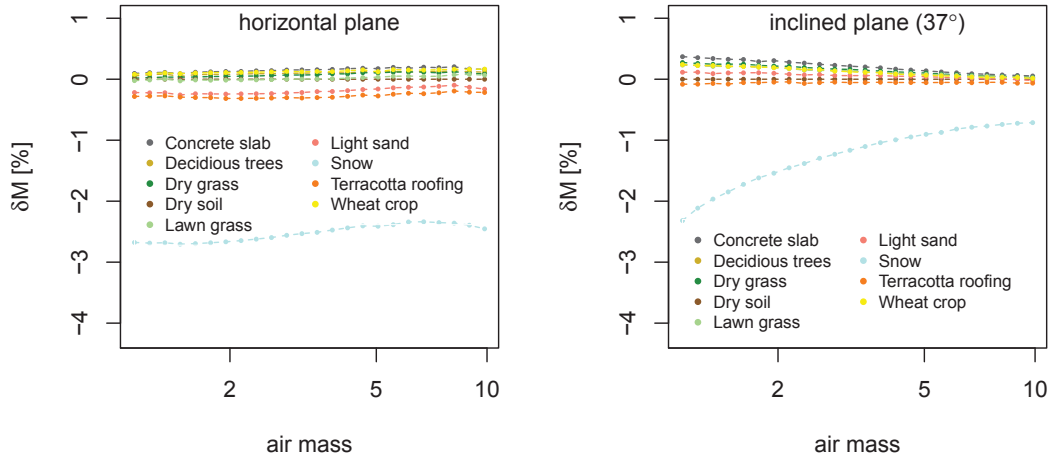 horizontal plane
1
0
−1
−2
−3
−4
δM [%]
Concrete slab
Decidious trees
Dry grass
Dry soil
Lawn grass
Light sand
Snow
Terracotta roofing
Wheat crop
2
5
10
air mass
inclined plane (37°)
1
0
−1
−2
−3
−4
δM [%]
Concrete slab
Decidious trees
Dry grass
Dry soil
Lawn grass
Light sand
Snow
Terracotta roofing
Wheat crop
2
5
10
air mass